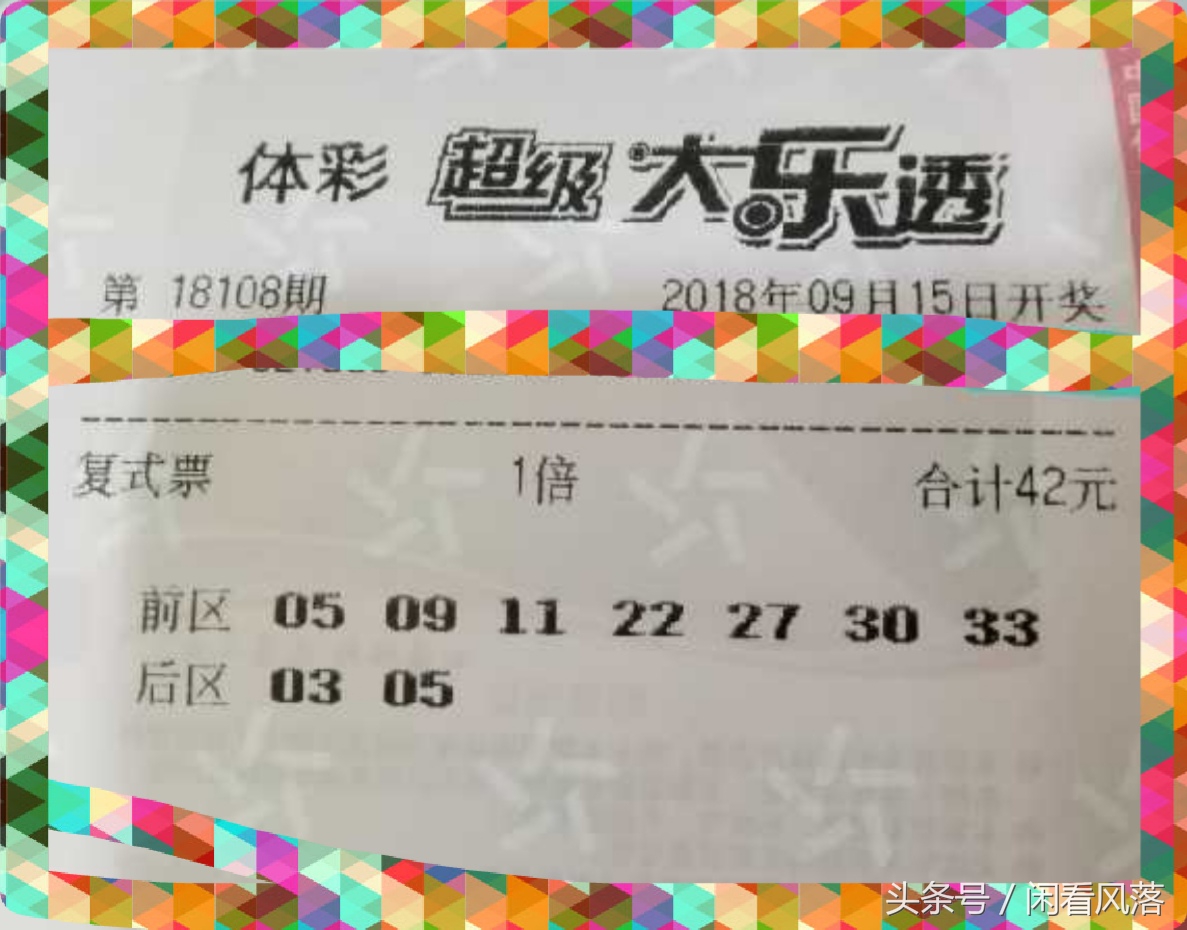 体彩 超级大乐透
第 18108期 2018年09月15日开奖
复式票 1倍 合计42元
前区 05 09 11 22 27 30 33
后区 03 05
头条号 / 闲看风落